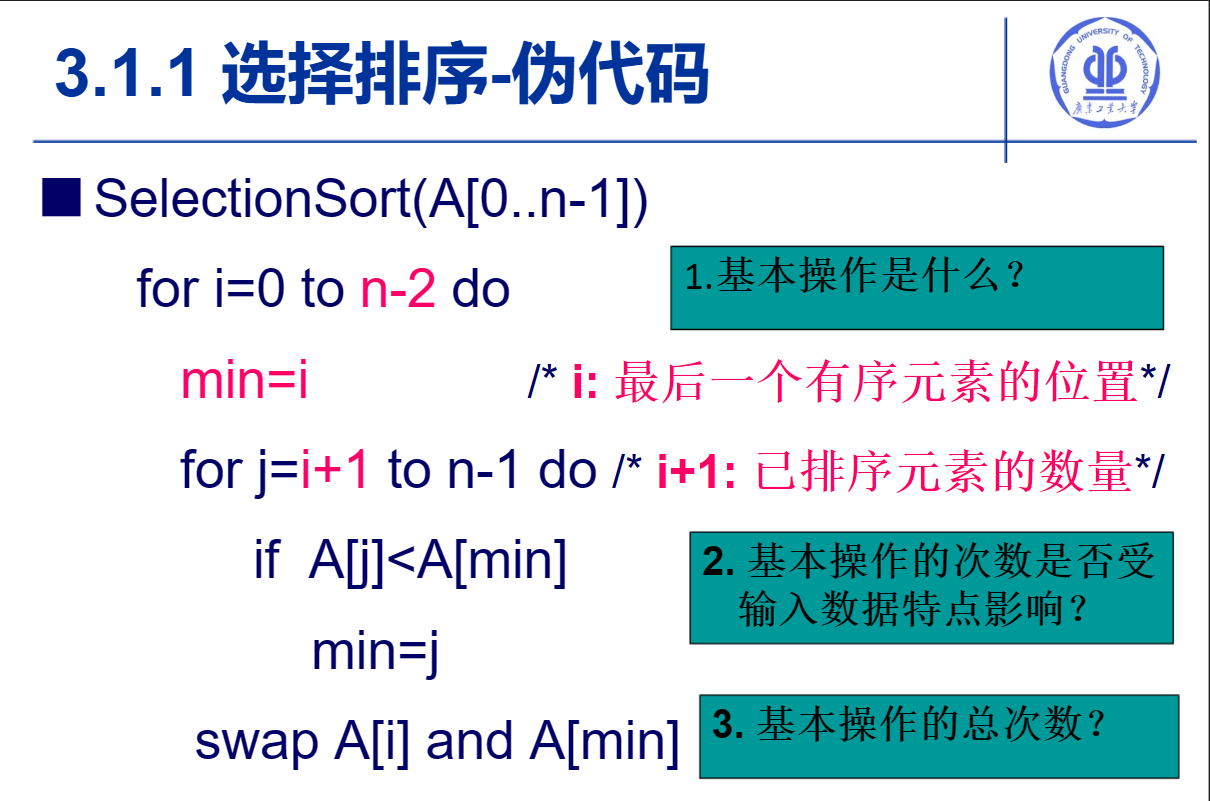 3.1.1 选择排序-伪代码
GUANGDONG UNIVERSITY OF TECHNOLOGY
广东工业大学
SelectionSort(A[0..n-1])
for i=0 to n-2 do
1.基本操作是什么？
min=i /* i: 最后一个有序元素的位置*/
for j=i+1 to n-1 do /* i+1: 已排序元素的数量*/
if A[j]<A[min]
2. 基本操作的次数是否受
输入数据特点影响？
min=j
swap A[i] and A[min]
3. 基本操作的总次数？